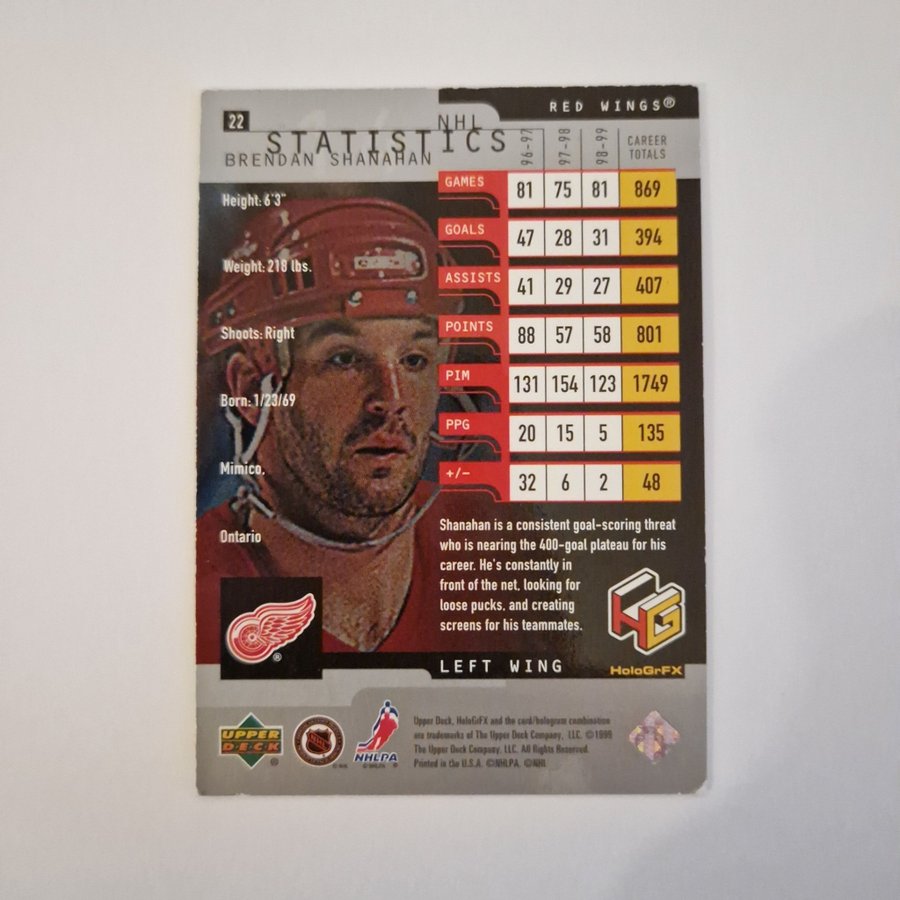 22
NHL
RED WINGS®
STATISTICS
BRENDAN SHANAHAN
96-97 97-98 98-99 CAREER TOTALS
Height: 6'3"
Weight: 218 lbs.
Shoots: Right
Born: 1/23/69
Mimico,
Ontario
GAMES 81 75 81 869
GOALS 47 28 31 394
ASSISTS 41 29 27 407
POINTS 88 57 58 801
PIM 131 154 123 1749
PPG 20 15 5 135
+/- 32 6 2 48
Shanahan is a consistent goal-scoring threat
who is nearing the 400-goal plateau for his
career. He's constantly in
front of the net, looking for
loose pucks, and creating
screens for his teammates.
HG
HoloGrFX
®
LEFT WING
UPPER
DECK
®
NHLPA
®
Upper Deck, HoloGrFX and the card/hologram combination
are trademarks of The Upper Deck Company, LLC. ©1999
The Upper Deck Company, LLC. All Rights Reserved.
Printed in the U.S.A. ©NHLPA. ©NHL